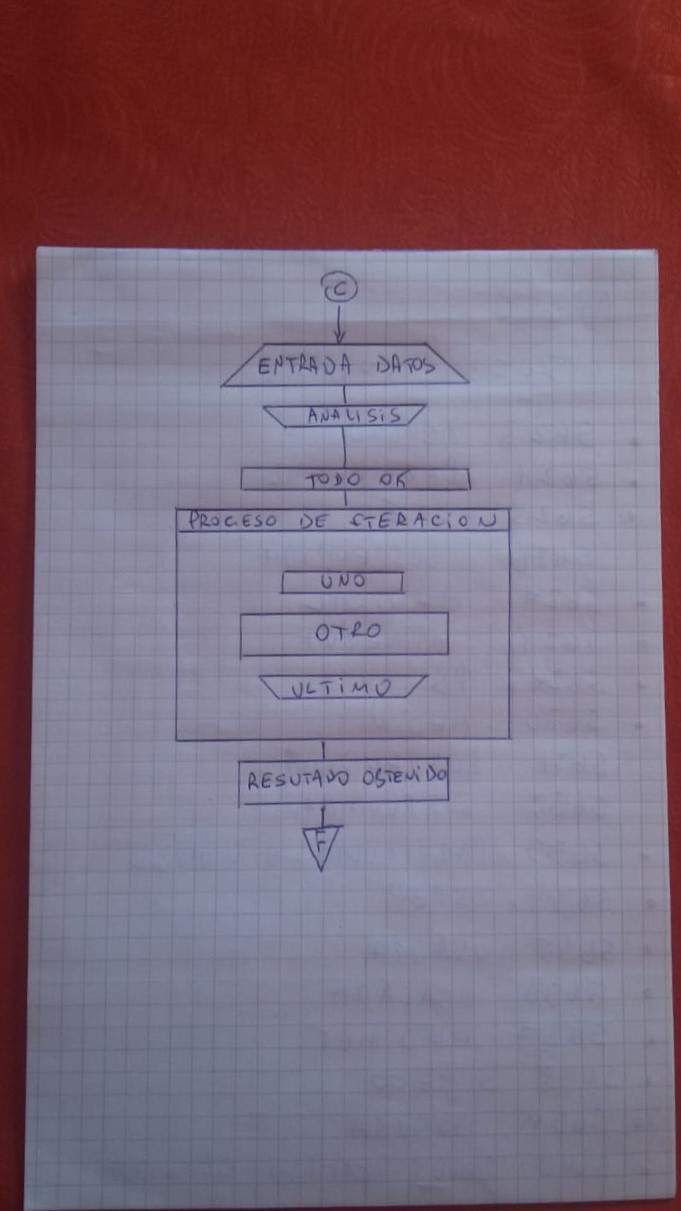 C
ENTRADA DATOS
ANALISIS
TODO OK
PROCESO DE ITERACION
UNO
OTRO
ULTIMO
RESUTADO OBTENIDO
F